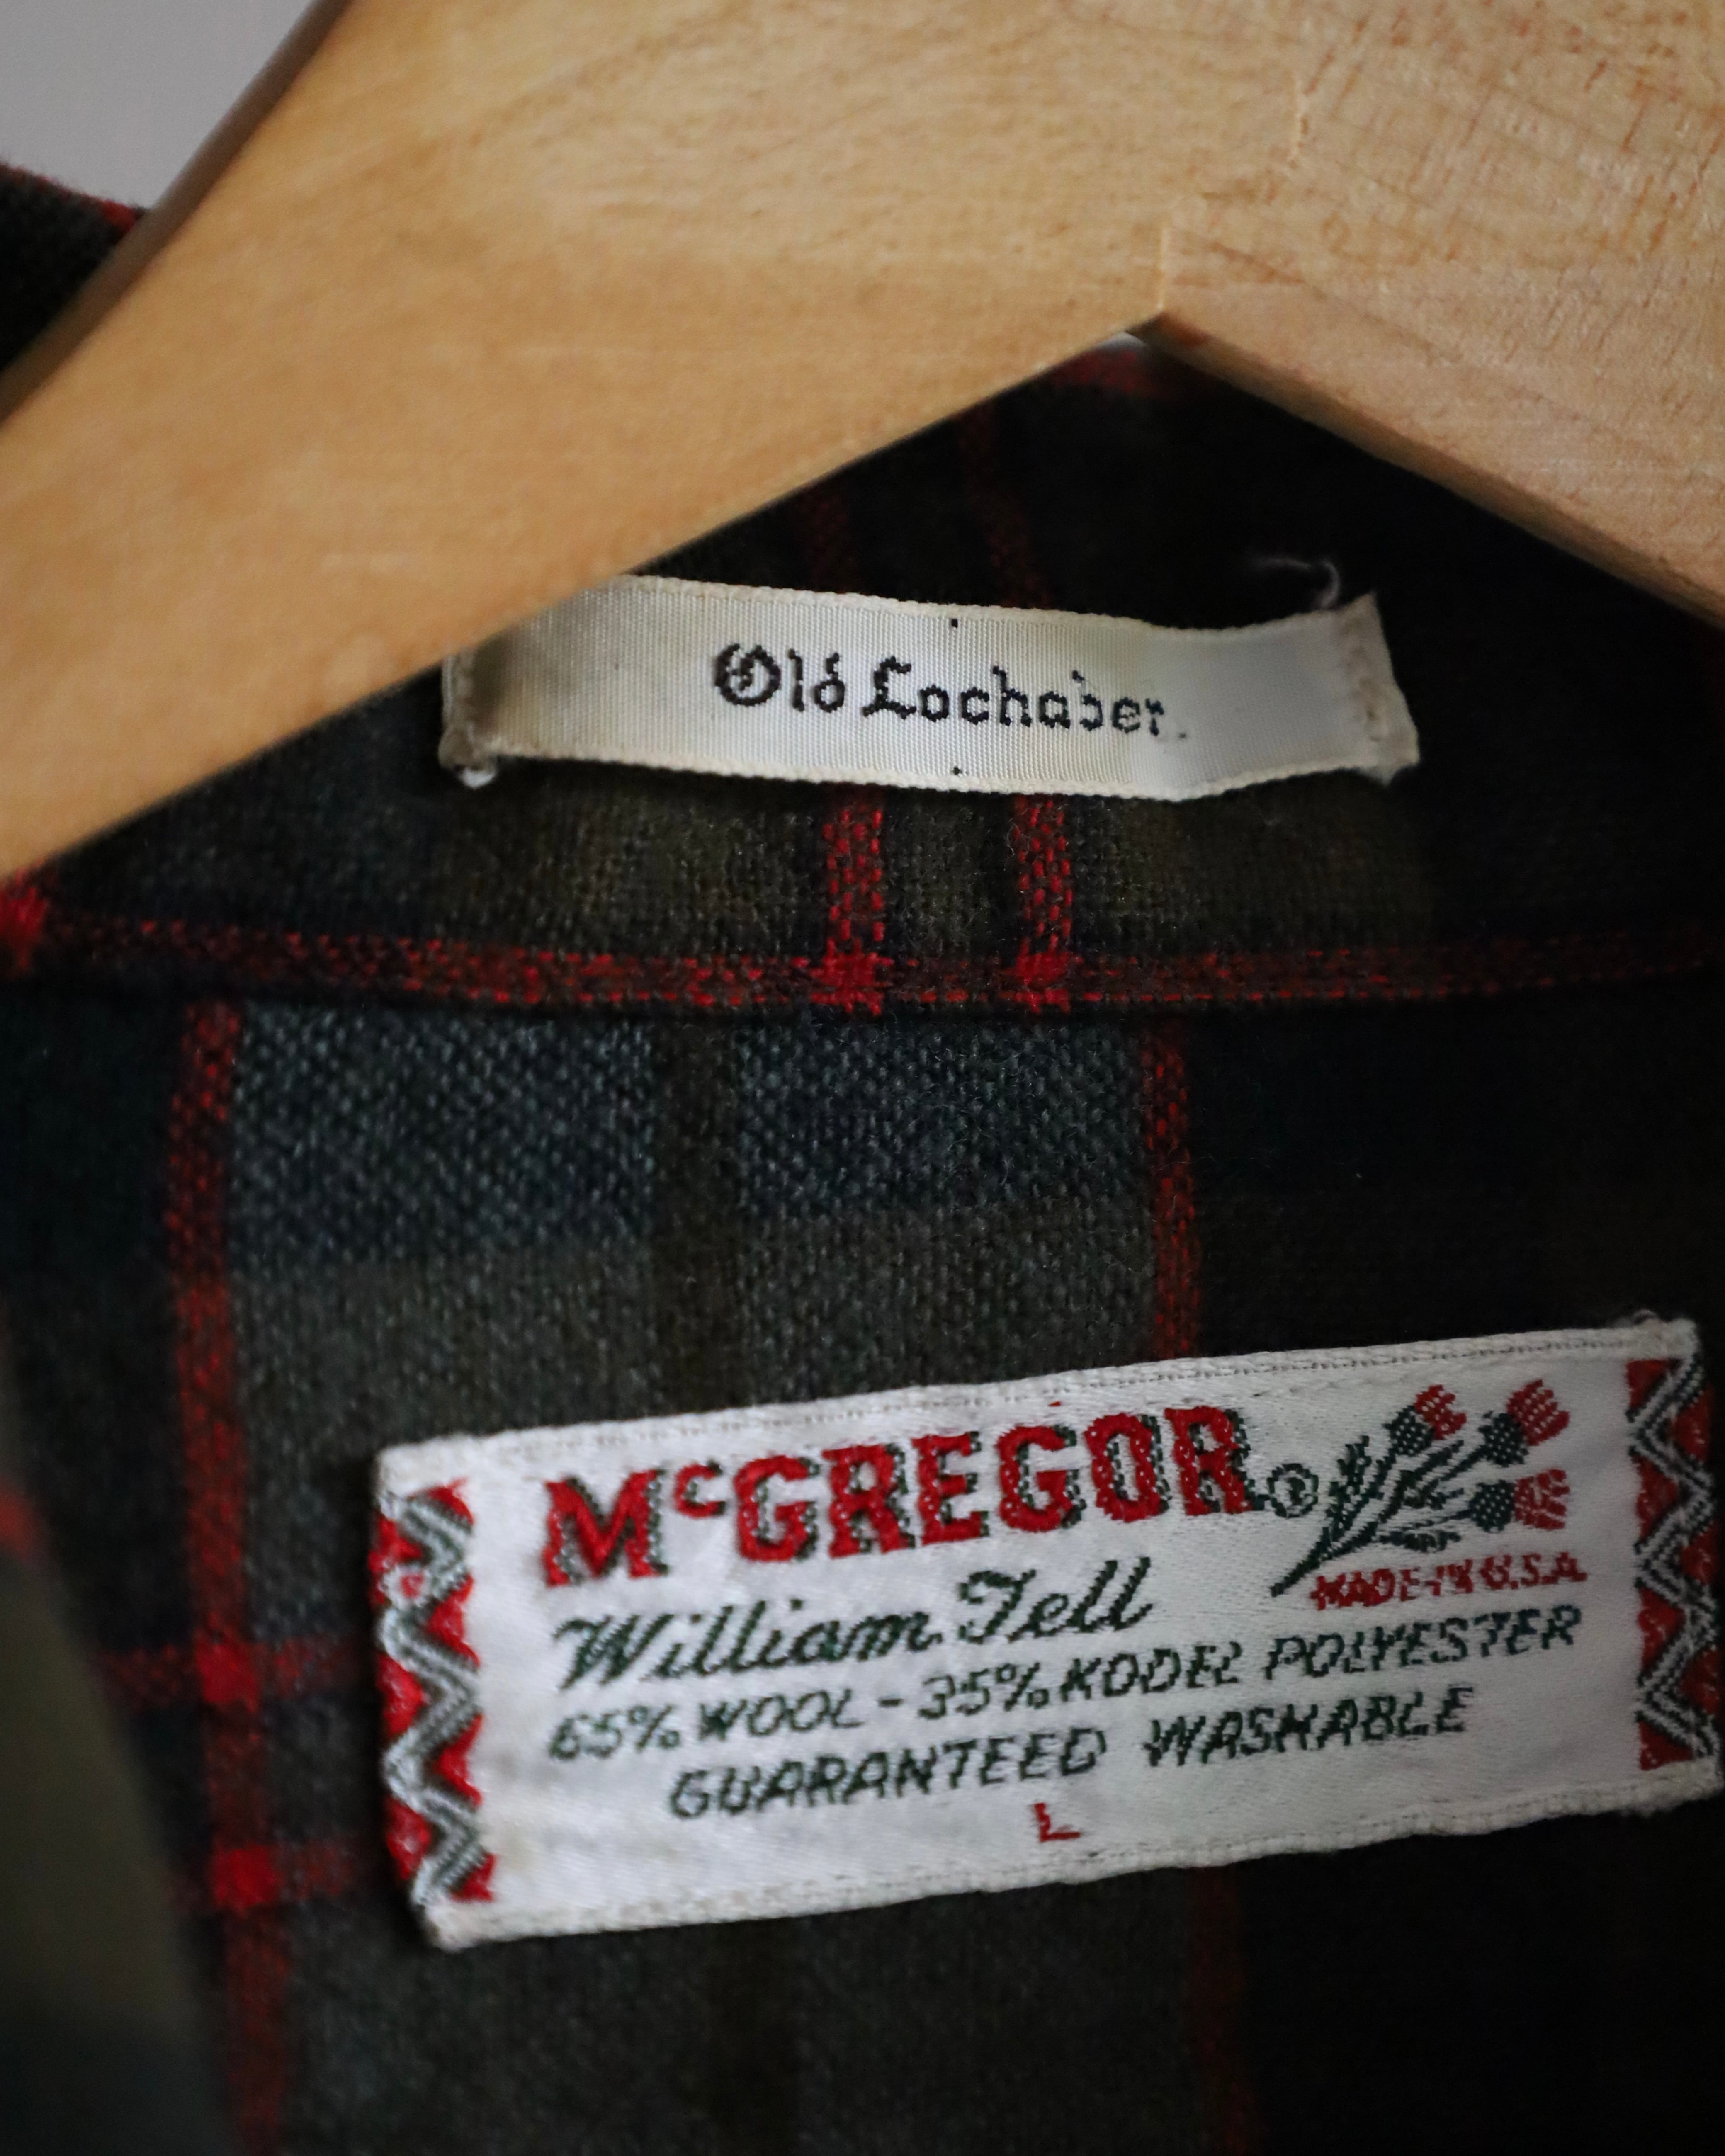 Old Lochaber
McGREGOR®
MADE IN U.S.A.
William Tell
65% WOOL - 35% KODEL POLYESTER
GUARANTEED WASHABLE
L